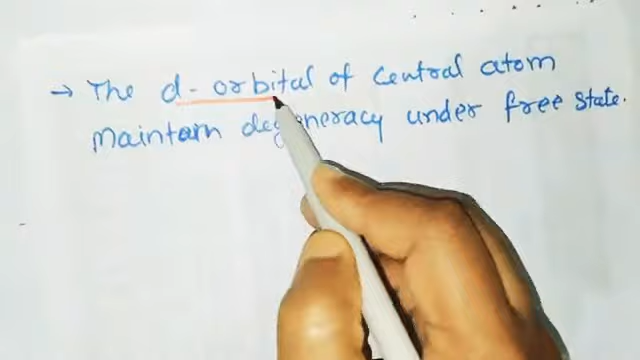 → The d-orbital of central atom
Maintain degeneracy under free state.